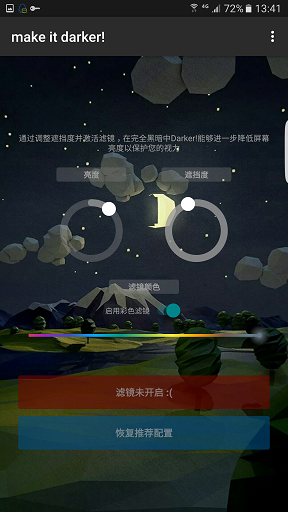 4G 72% 13:41
make it darker!
通过调整遮挡度并激活滤镜，在完全黑暗中Darker!能够进一步降低屏幕
亮度以保护您的视力
亮度 遮挡度
滤镜颜色
启用彩色滤镜
滤镜未开启 :(
恢复推荐配置